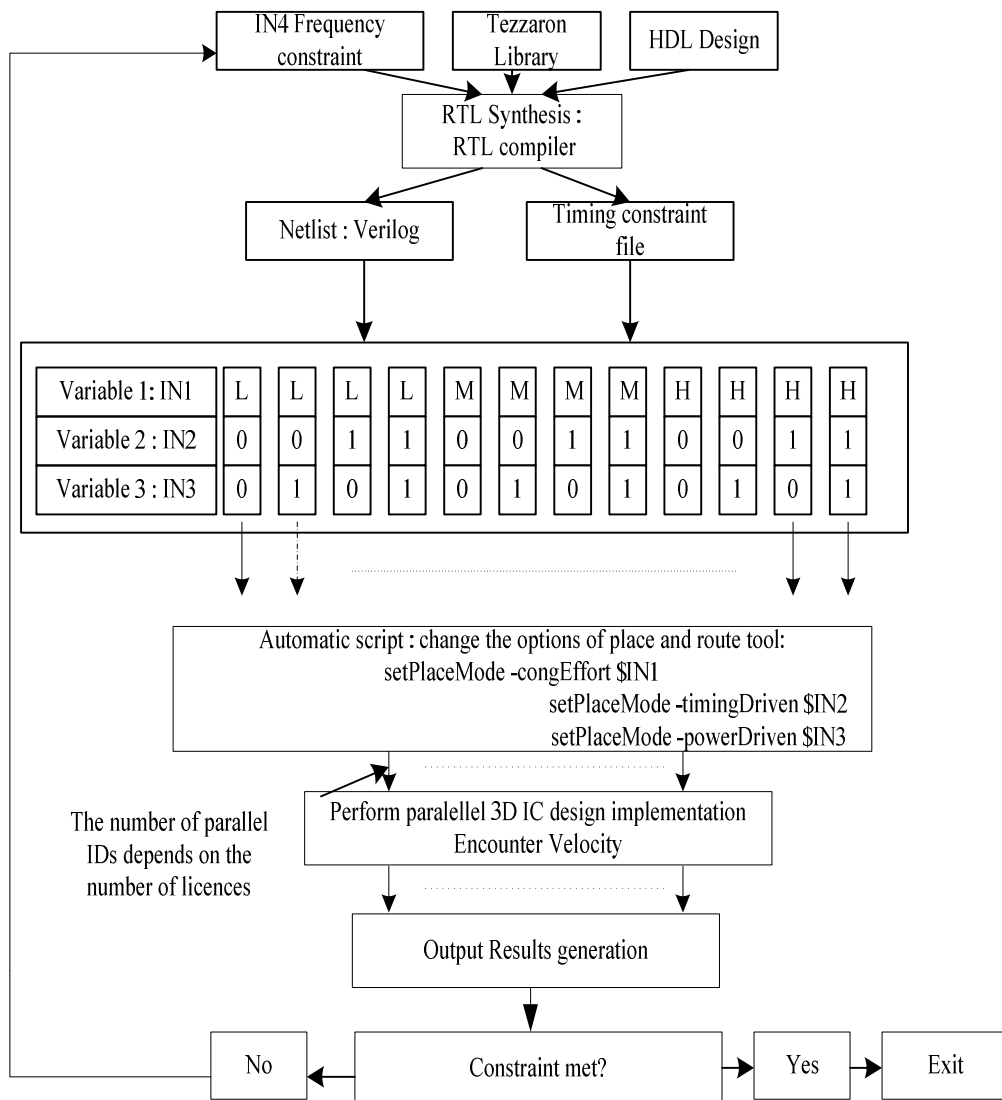 IN4 Frequency
constraint
Tezzaron
Library
HDL Design
RTL Synthesis :
RTL compiler
Netlist : Verilog
Timing constraint
file
Variable 1: IN1 L L L L M M M M H H H H
Variable 2 : IN2 0 0 1 1 0 0 1 1 0 0 1 1
Variable 3 : IN3 0 1 0 1 0 1 0 1 0 1 0 1
Automatic script : change the options of place and route tool:
setPlaceMode -congEffort $IN1
setPlaceMode -timingDriven $IN2
setPlaceMode -powerDriven $IN3
The number of parallel
IDs depends on the
number of licences
Perform paralellel 3D IC design implementation
Encounter Velocity
Output Results generation
No
Constraint met?
Yes
Exit